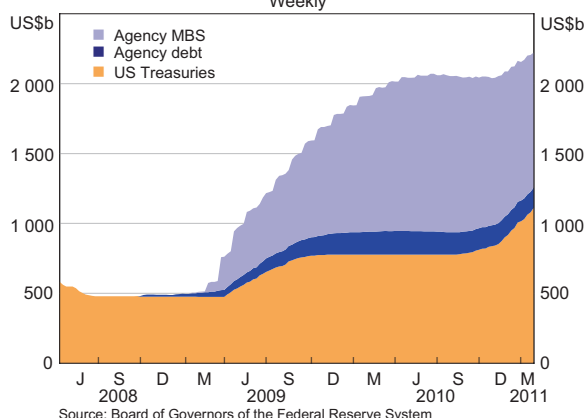 Weekly
US$b
US$b
Agency MBS
Agency debt
US Treasuries
2 000
2 000
1 500
1 500
1 000
1 000
500
500
0
0
J S D M J S D M J S D M
2008 2009 2010 2011
Source: Board of Governors of the Federal Reserve System